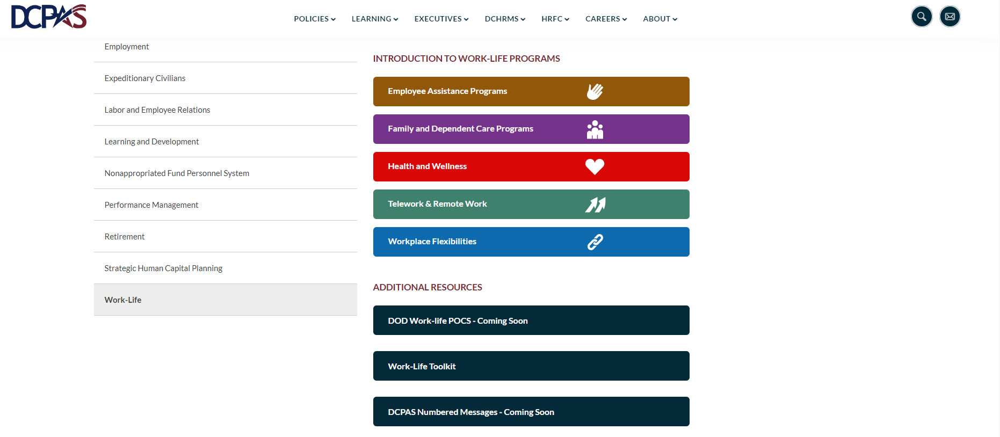 DCPAS
POLICIES
LEARNING
EXECUTIVES
DCHRMS
HRFC
CAREERS
ABOUT
Employment
Expeditionary Civilians
Labor and Employee Relations
Learning and Development
Nonappropriated Fund Personnel System
Performance Management
Retirement
Strategic Human Capital Planning
Work-Life
INTRODUCTION TO WORK-LIFE PROGRAMS
Employee Assistance Programs
Family and Dependent Care Programs
Health and Wellness
Telework & Remote Work
Workplace Flexibilities
ADDITIONAL RESOURCES
DOD Work-life POCS - Coming Soon
Work-Life Toolkit
DCPAS Numbered Messages - Coming Soon